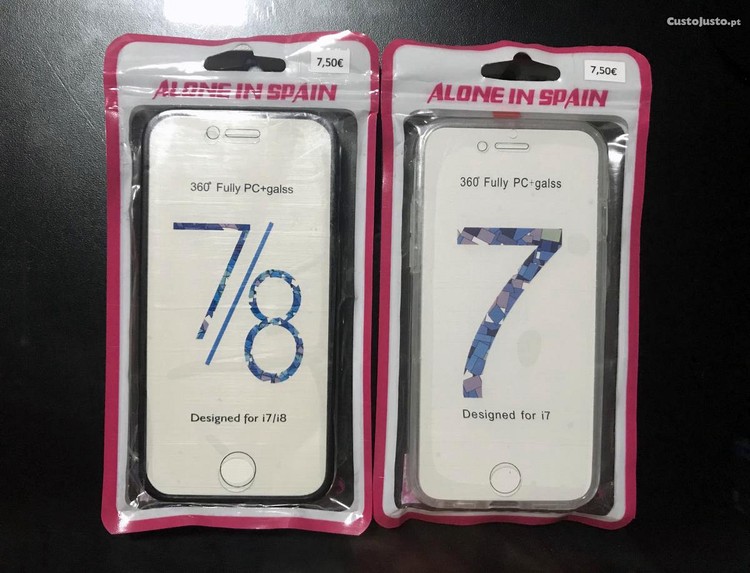 CustoJusto.pt
7,50€
ALONE IN SPAIN
360° Fully PC+galss
7/8
Designed for i7/i8
7,50€
ALONE IN SPAIN
360° Fully PC+galss
7
Designed for i7